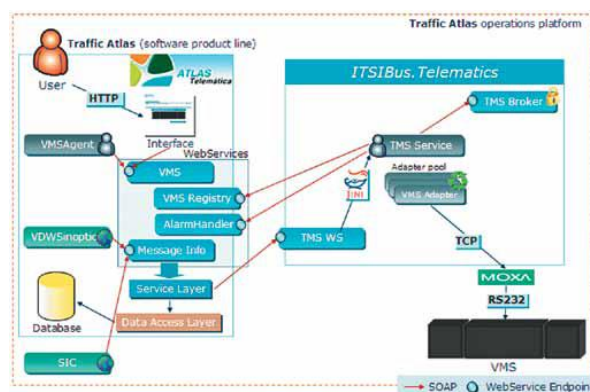 Traffic Atlas operations platform
Traffic Atlas (software product line)
User
HTTP
ATLAS
Telemática
Interface
WebServices
VMSAgent
VMS
VMS Registry
AlarmHandler
VDWSinoptic
Message Info
Service Layer
Database
Data Access Layer
SIC
ITSIBus.Telematics
TMS Broker
TMS Service
Adapter pool
VMS Adapter
JINI
TMS WS
TCP
MOXA
RS232
VMS
SOAP
WebService Endpoint